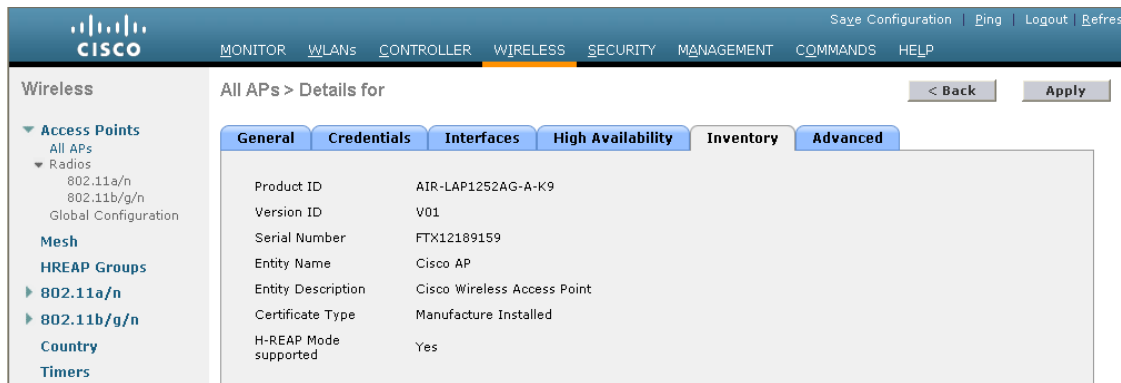 Save Configuration | Ping | Logout | Refres
CISCO
MONITOR WLANs CONTROLLER WIRELESS SECURITY MANAGEMENT COMMANDS HELP
Wireless
All APs > Details for
< Back
Apply
Access Points
All APs
Radios
802.11a/n
802.11b/g/n
Global Configuration
Mesh
HREAP Groups
802.11a/n
802.11b/g/n
Country
Timers
General Credentials Interfaces High Availability Inventory Advanced
Product ID AIR-LAP1252AG-A-K9
Version ID V01
Serial Number FTX12189159
Entity Name Cisco AP
Entity Description Cisco Wireless Access Point
Certificate Type Manufacture Installed
H-REAP Mode
supported Yes